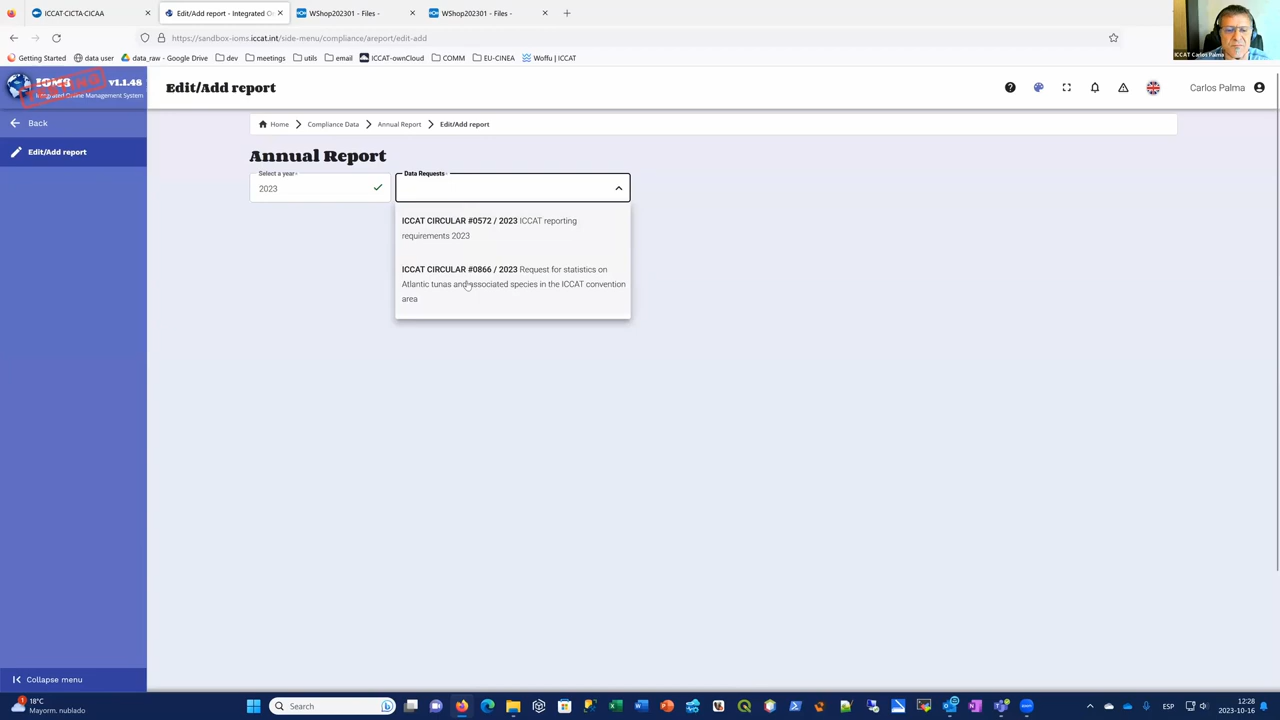 ICCAT·CICTA·CICAA
Edit/Add report - Integrated O
WShop202301 - Files -
WShop202301 - Files -
https://sandbox-ioms.iccat.int/side-menu/compliance/areport/edit-add
Getting Started
data user
data_raw - Google Drive
dev
meetings
utils
email
ICCAT-ownCloud
COMM
EU-CINEA
Woffu | ICCAT
ICCAT Carlos Palma
IOMS
v1.1.48
Integrated Online Management System
Edit/Add report
Carlos Palma
Back
Edit/Add report
Home
Compliance Data
Annual Report
Edit/Add report
Annual Report
Select a year*
2023
Data Requests*
ICCAT CIRCULAR #0572 / 2023 ICCAT reporting
requirements 2023
ICCAT CIRCULAR #0866 / 2023 Request for statistics on
Atlantic tunas and associated species in the ICCAT convention
area
Collapse menu
1
18°C
Mayorm. nublado
Search
ESP
12:28
2023-10-16